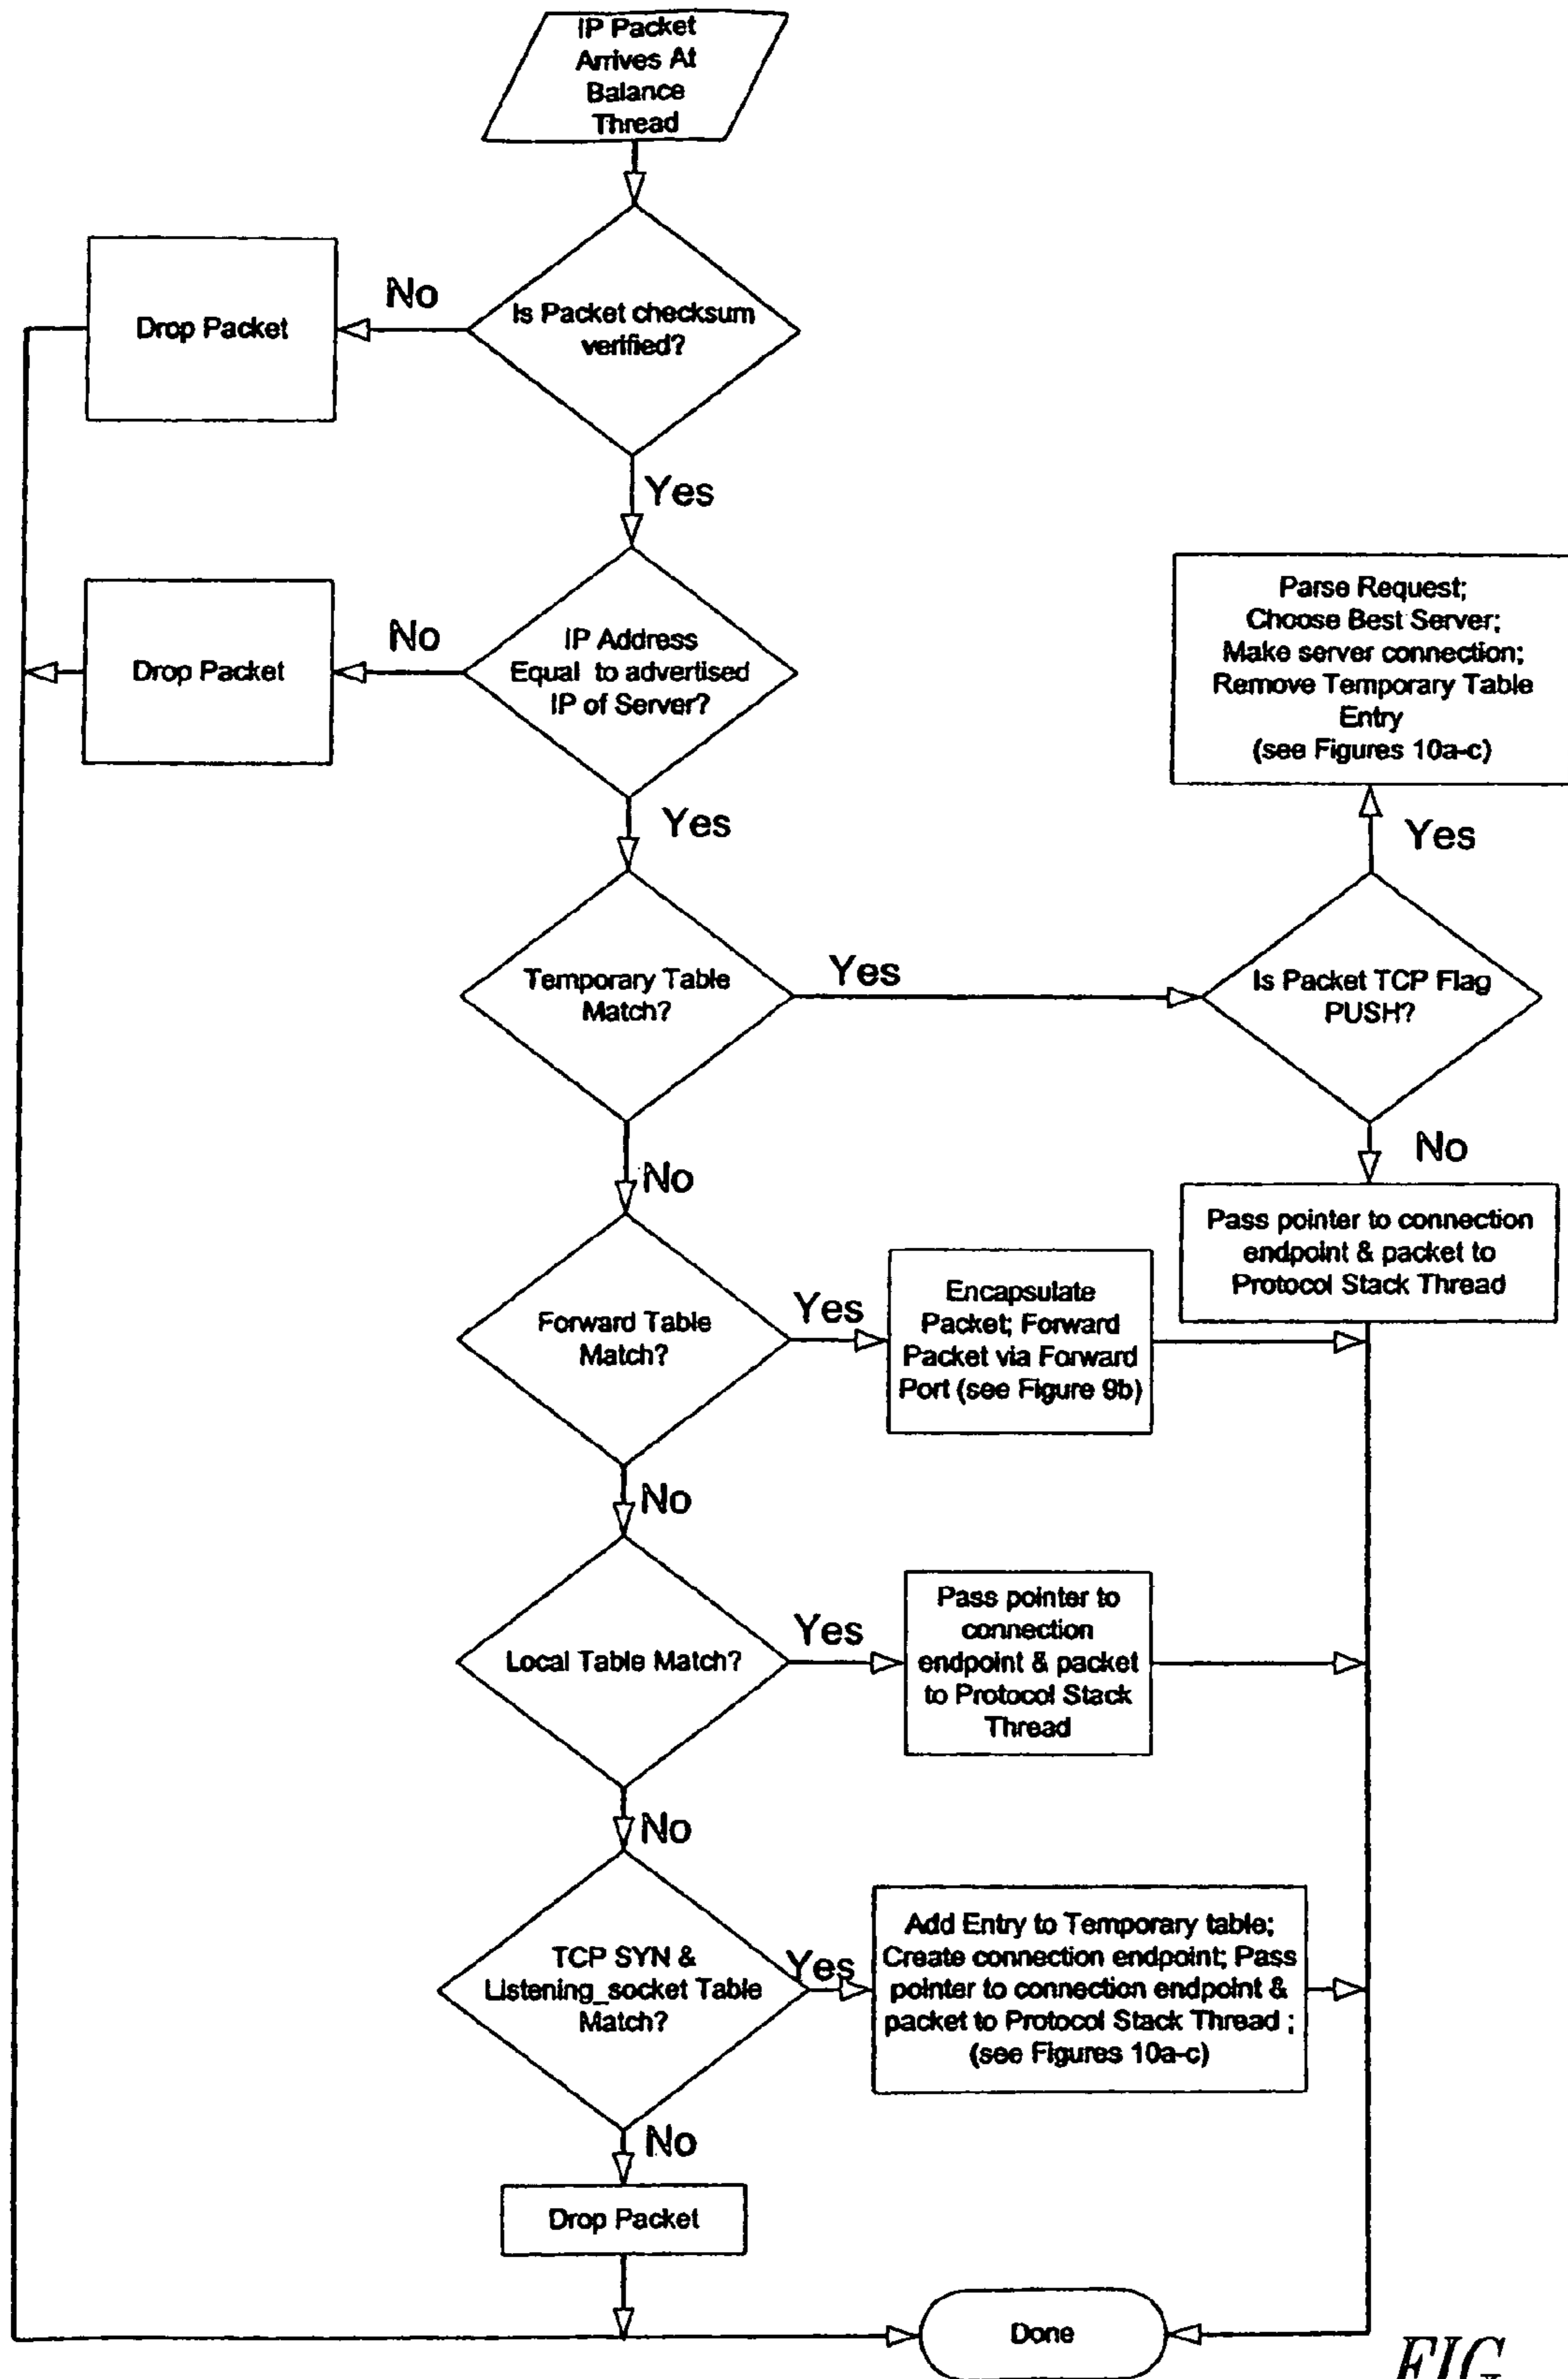 IP Packet
Arrives At
Balance
Thread
Is Packet checksum
verified?
No
Drop Packet
Yes
IP Address
Equal to advertised
IP of Server?
No
Drop Packet
Yes
Temporary Table
Match?
Yes
Is Packet TCP Flag
PUSH?
Yes
Parse Request;
Choose Best Server;
Make server connection;
Remove Temporary Table
Entry
(see Figures 10a-c)
No
Pass pointer to connection
endpoint & packet to
Protocol Stack Thread
No
Forward Table
Match?
Yes
Encapsulate
Packet; Forward
Packet via Forward
Port (see Figure 9b)
No
Local Table Match?
Yes
Pass pointer to
connection
endpoint & packet
to Protocol Stack
Thread
No
TCP SYN &
Listening_socket Table
Match?
Yes
Add Entry to Temporary table;
Create connection endpoint; Pass
pointer to connection endpoint &
packet to Protocol Stack Thread ;
(see Figures 10a-c)
No
Drop Packet
Done
FIG